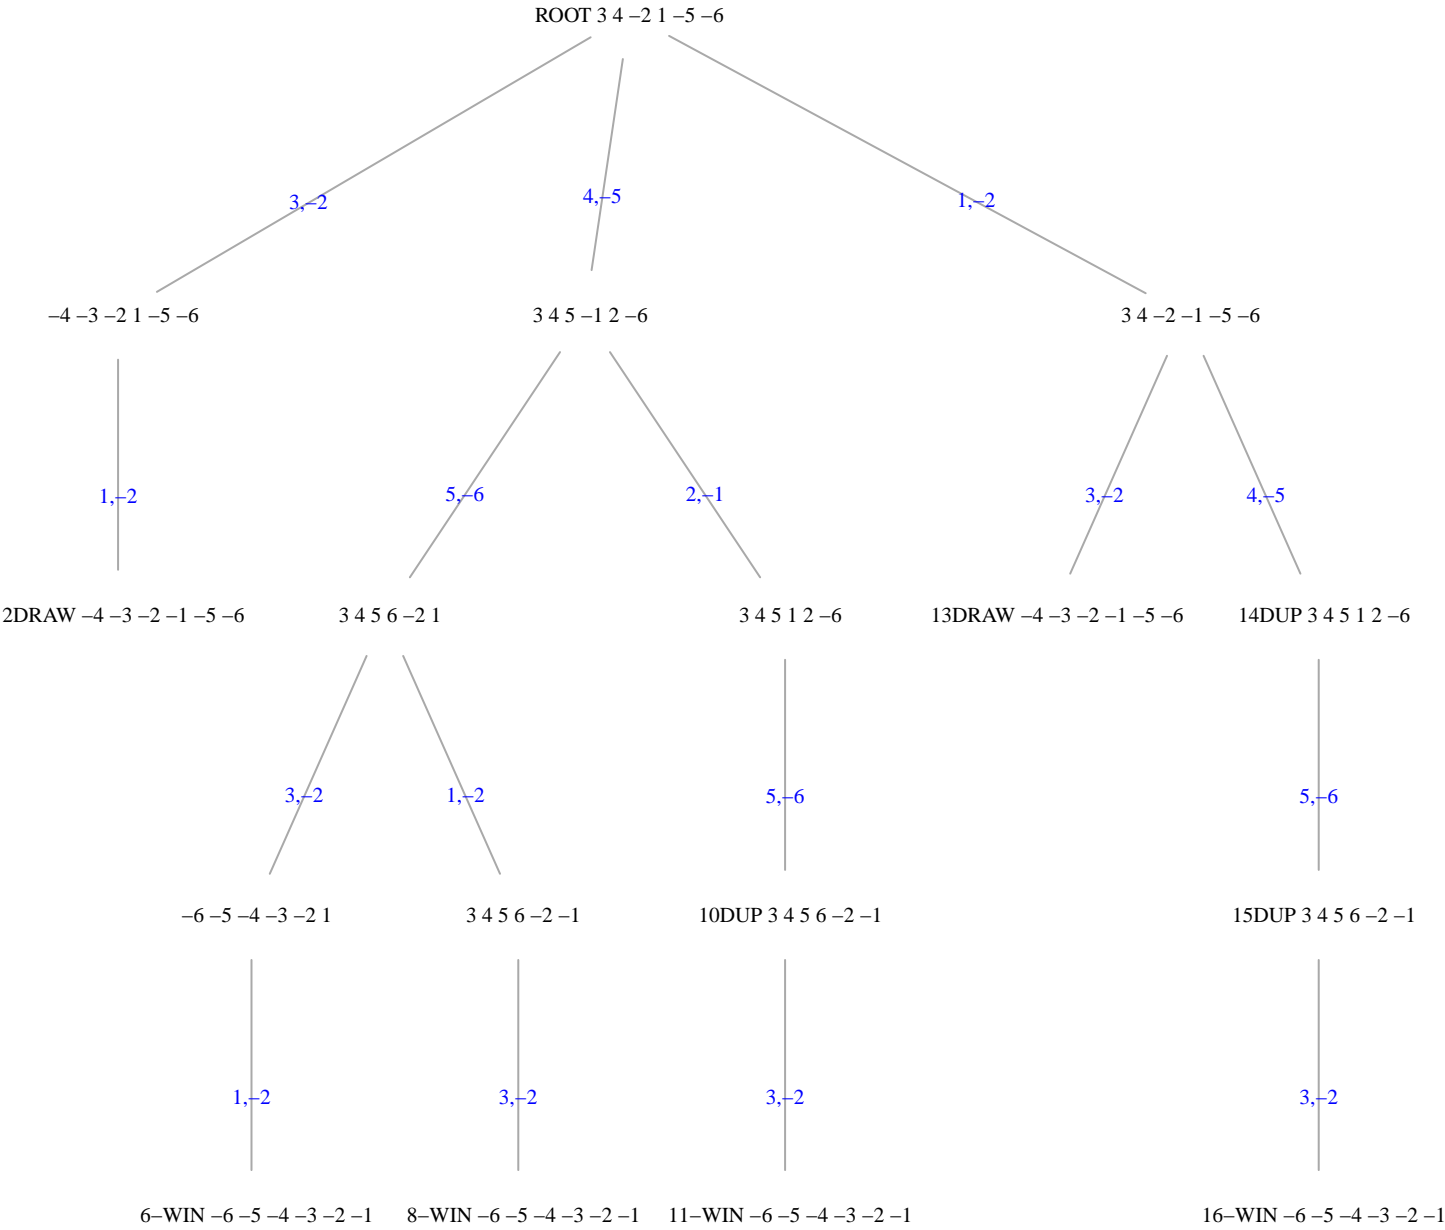 ROOT 3 4 −2 1 −5 −6
3,−2
4,−5
1,−2
−4 −3 −2 1 −5 −6
3 4 5 −1 2 −6
3 4 −2 −1 −5 −6
1,−2
5,−6
2,−1
3,−2
4,−5
2DRAW −4 −3 −2 −1 −5 −6
3 4 5 6 −2 1
3 4 5 1 2 −6
13DRAW −4 −3 −2 −1 −5 −6
14DUP 3 4 5 1 2 −6
3,−2
1,−2
5,−6
5,−6
−6 −5 −4 −3 −2 1
3 4 5 6 −2 −1
10DUP 3 4 5 6 −2 −1
15DUP 3 4 5 6 −2 −1
1,−2
3,−2
3,−2
3,−2
6−WIN −6 −5 −4 −3 −2 −1
8−WIN −6 −5 −4 −3 −2 −1
11−WIN −6 −5 −4 −3 −2 −1
16−WIN −6 −5 −4 −3 −2 −1